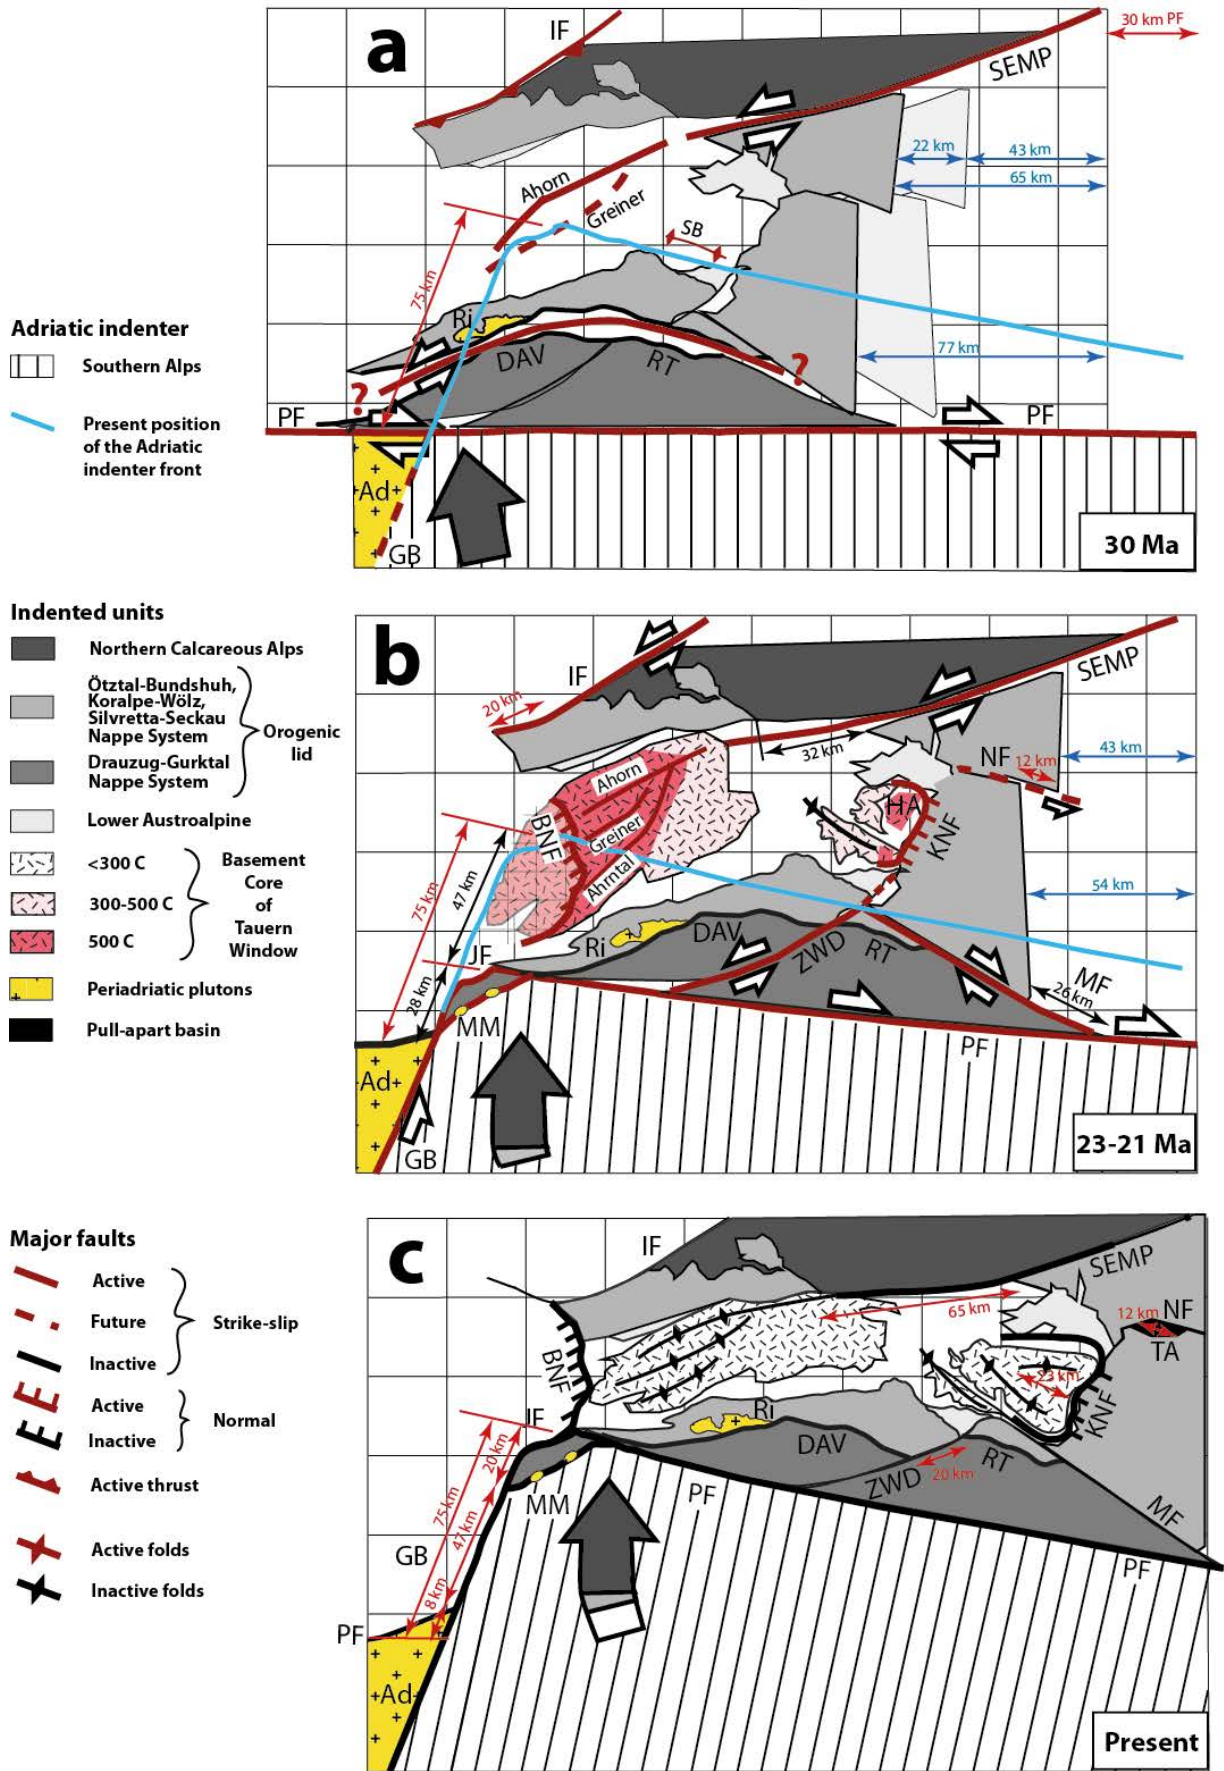 a
IF
SEMP
30 km PF
22 km
43 km
65 km
Ahorn
Greiner
SB
75 km
Ri
DAV
RT
77 km
?
?
PF
PF
Ad
GB
30 Ma
Adriatic indenter
Southern Alps
Present position
of the Adriatic
indenter front
Indented units
Northern Calcareous Alps
Ötztal-Bundshuh,
Koralpe-Wölz,
Silvretta-Seckau
Nappe System
Orogenic
lid
Drauzug-Gurktal
Nappe System
Lower Austroalpine
<300 C
300-500 C
500 C
Basement
Core
of
Tauern
Window
Periadriatic plutons
Pull-apart basin
b
IF
SEMP
20 km
32 km
NF
12 km
43 km
Ahorn
BNF
Greiner
Ahrntal
HA
KNF
75 km
47 km
54 km
Ri
DAV
ZWD
RT
JF
28 km
MM
MF
26 km
PF
Ad
GB
23-21 Ma
Major faults
Active
Future
Inactive
Strike-slip
Active
Inactive
Normal
Active thrust
Active folds
Inactive folds
c
IF
SEMP
65 km
12 km
NF
TA
BNF
23 km
KNF
IF
Ri
DAV
RT
ZWD
20 km
20 km
75 km
47 km
MM
PF
MF
GB
8 km
PF
PF
Ad
Present